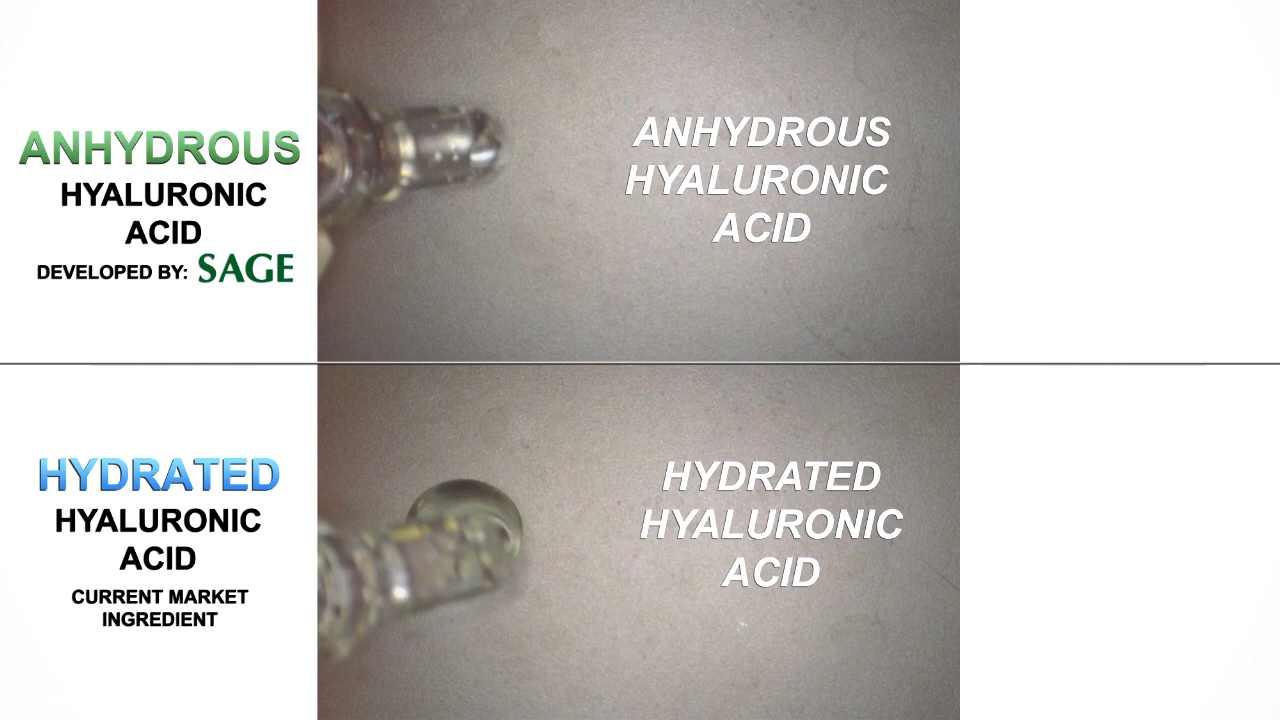 ANHYDROUS
HYALURONIC
ACID
DEVELOPED BY: SAGE
ANHYDROUS
HYALURONIC
ACID
HYDRATED
HYALURONIC
ACID
CURRENT MARKET
INGREDIENT
HYDRATED
HYALURONIC
ACID